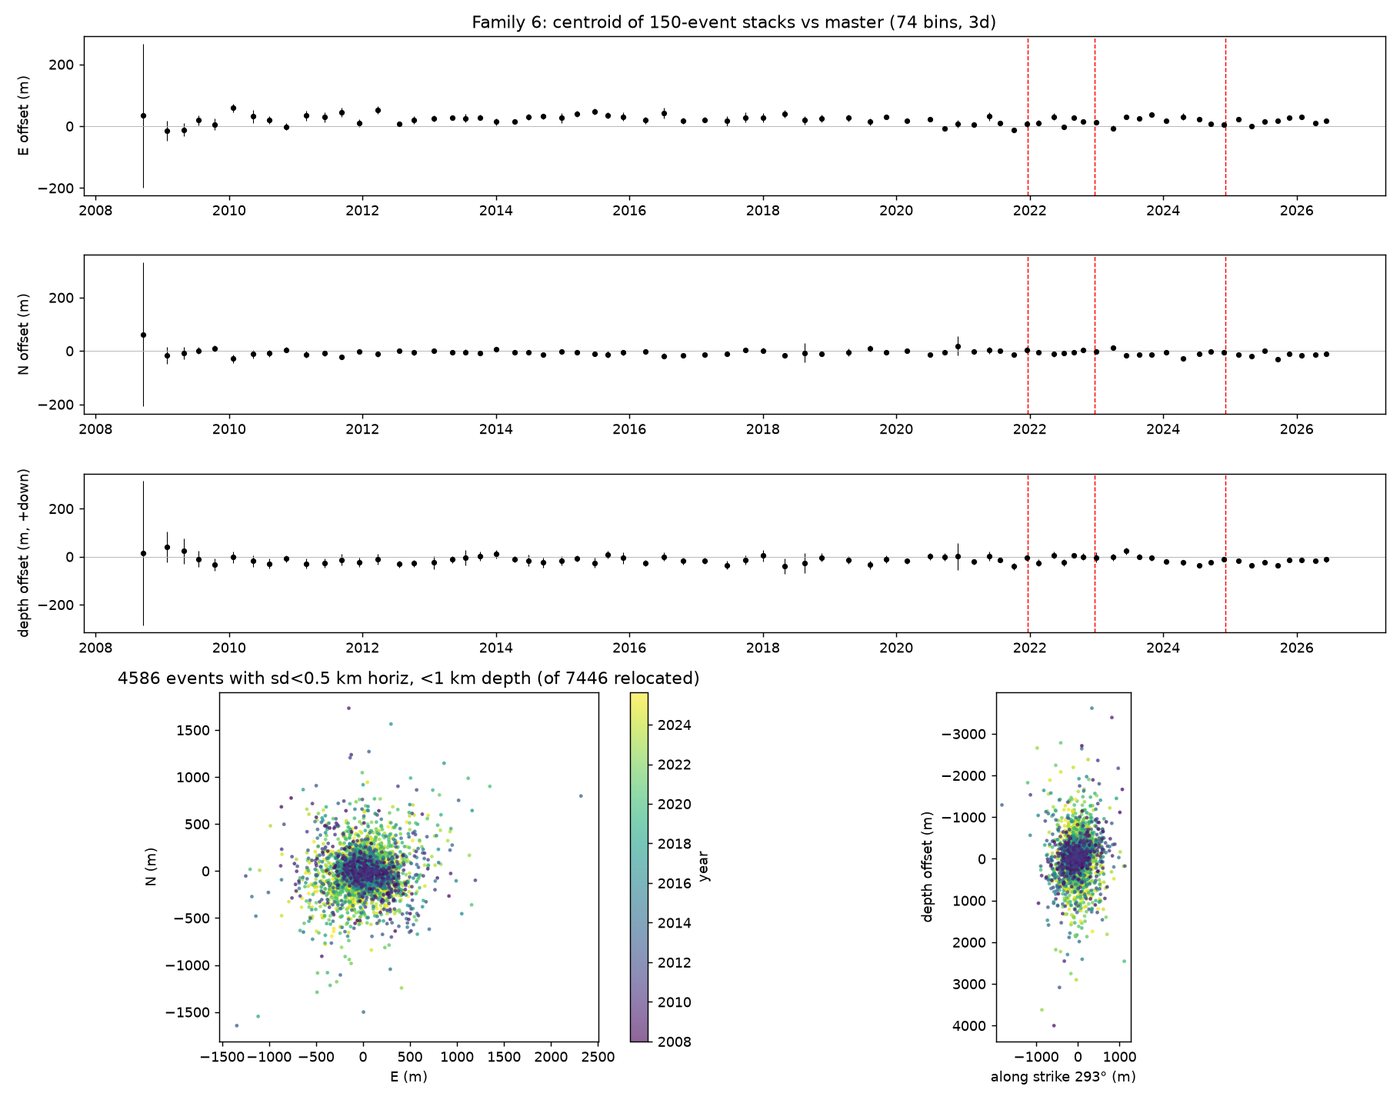 Family 6: centroid of 150-event stacks vs master (74 bins, 3d)
E offset (m)
200
0
−200
2008 2010 2012 2014 2016 2018 2020 2022 2024 2026
N offset (m)
200
0
−200
2008 2010 2012 2014 2016 2018 2020 2022 2024 2026
depth offset (m, +down)
200
0
−200
2008 2010 2012 2014 2016 2018 2020 2022 2024 2026
4586 events with sd<0.5 km horiz, <1 km depth (of 7446 relocated)
N (m)
1500
1000
500
0
−500
−1000
−1500
−1500 −1000 −500 0 500 1000 1500 2000 2500
E (m)
2024
2022
2020
2018
2016
2014
2012
2010
2008
year
depth offset (m)
−3000
−2000
−1000
0
1000
2000
3000
4000
−1000 0 1000
along strike 293° (m)